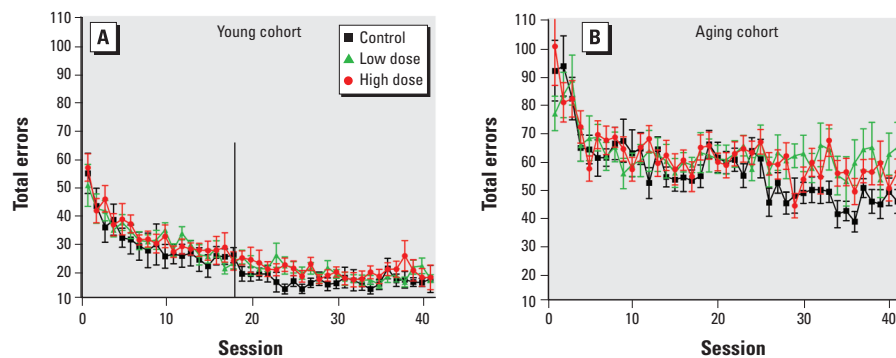 A
Young cohort
Control
Low dose
High dose
Total errors
110
100
90
80
70
60
50
40
30
20
10
0
10
20
30
40
Session
B
Aging cohort
Total errors
110
100
90
80
70
60
50
40
30
20
10
0
10
20
30
40
Session